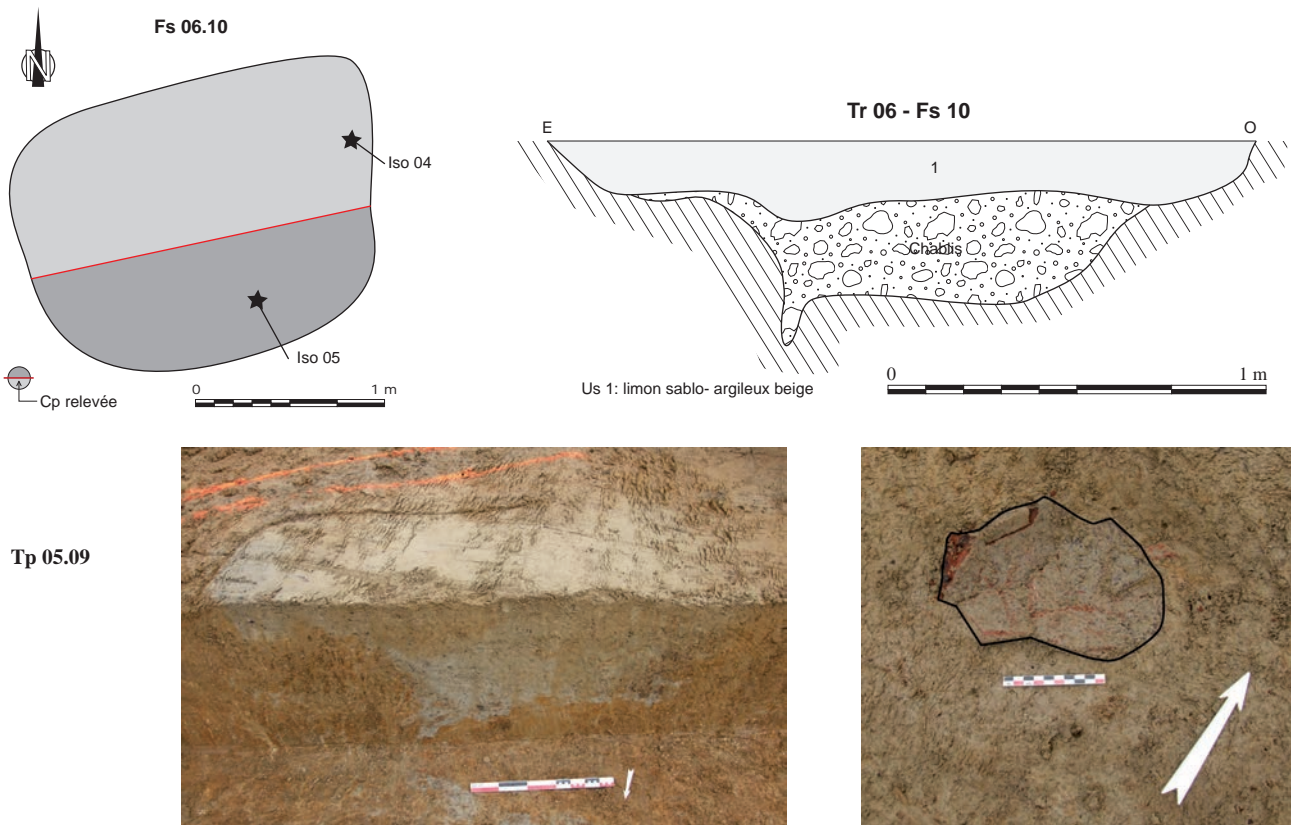 Fs 06.10
N
Iso 04
Iso 05
Cp relevée
0 1 m
Tr 06 - Fs 10
E O
1
Chablis
Us 1: limon sablo- argileux beige
0 1 m
Tp 05.09